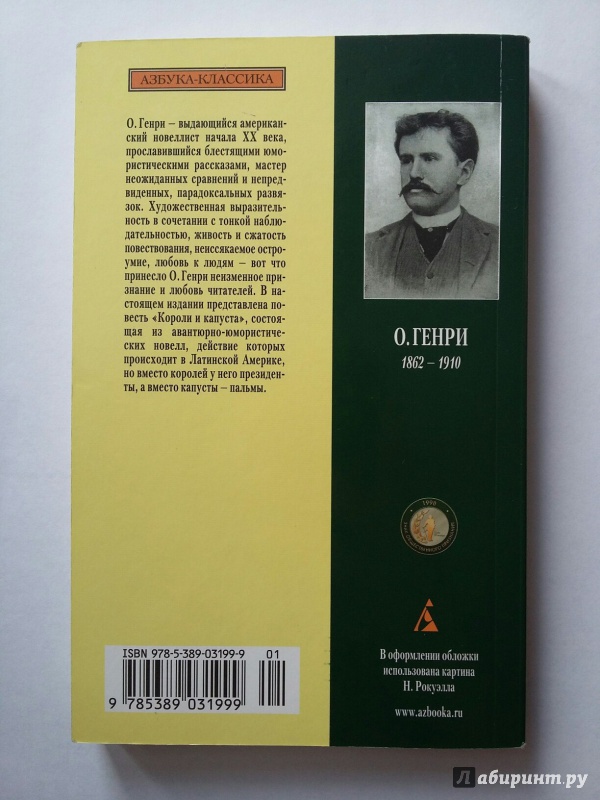 АЗБУКА-КЛАССИКА
О. Генри – выдающийся американ-
ский новеллист начала XX века,
прославившийся блестящими юмо-
ристическими рассказами, мастер
неожиданных сравнений и непред-
виденных, парадоксальных развя-
зок. Художественная выразитель-
ность в сочетании с тонкой наблю-
дательностью, живость и сжатость
повествования, неиссякаемое остро-
умие, любовь к людям – вот что
принесло О. Генри неизменное при-
знание и любовь читателей. В на-
стоящем издании представлена по-
весть «Короли и капуста», состоя-
щая из авантюрно-юмористиче-
ских новелл, действие которых
происходит в Латинской Америке,
но вместо королей у него президен-
ты, а вместо капусты – пальмы.
О. ГЕНРИ
1862 – 1910
1999
В оформлении обложки
использована картина
Н. Рокуэлла
www.azbooka.ru
ISBN 978-5-389-03199-9
01
9 785389 031999
Лабиринт.ру